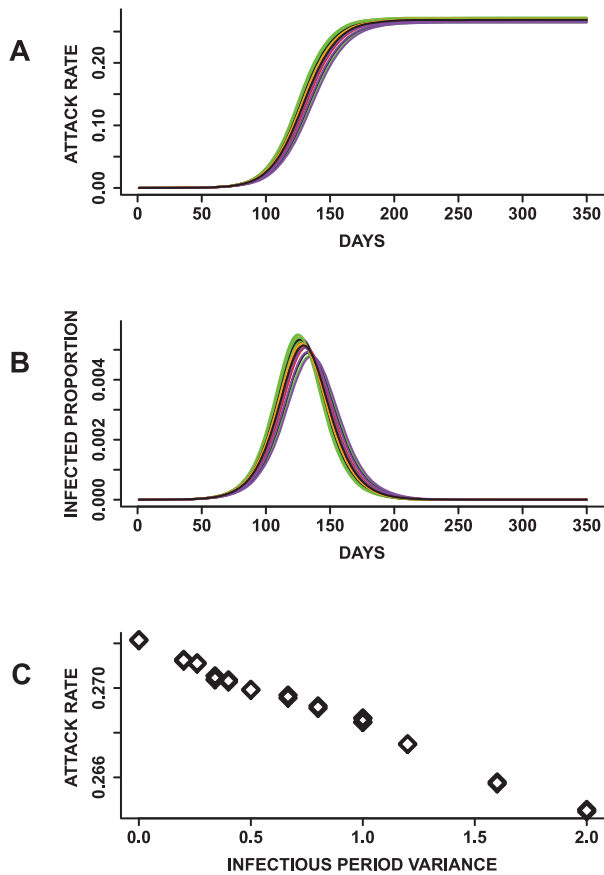 A
ATTACK RATE
0.20
0.10
0.00
0 50 100 150 200 250 300 350
DAYS
B
INFECTED PROPORTION
0.004
0.002
0.000
0 50 100 150 200 250 300 350
DAYS
C
ATTACK RATE
0.270
0.266
0.0 0.5 1.0 1.5 2.0
INFECTIOUS PERIOD VARIANCE